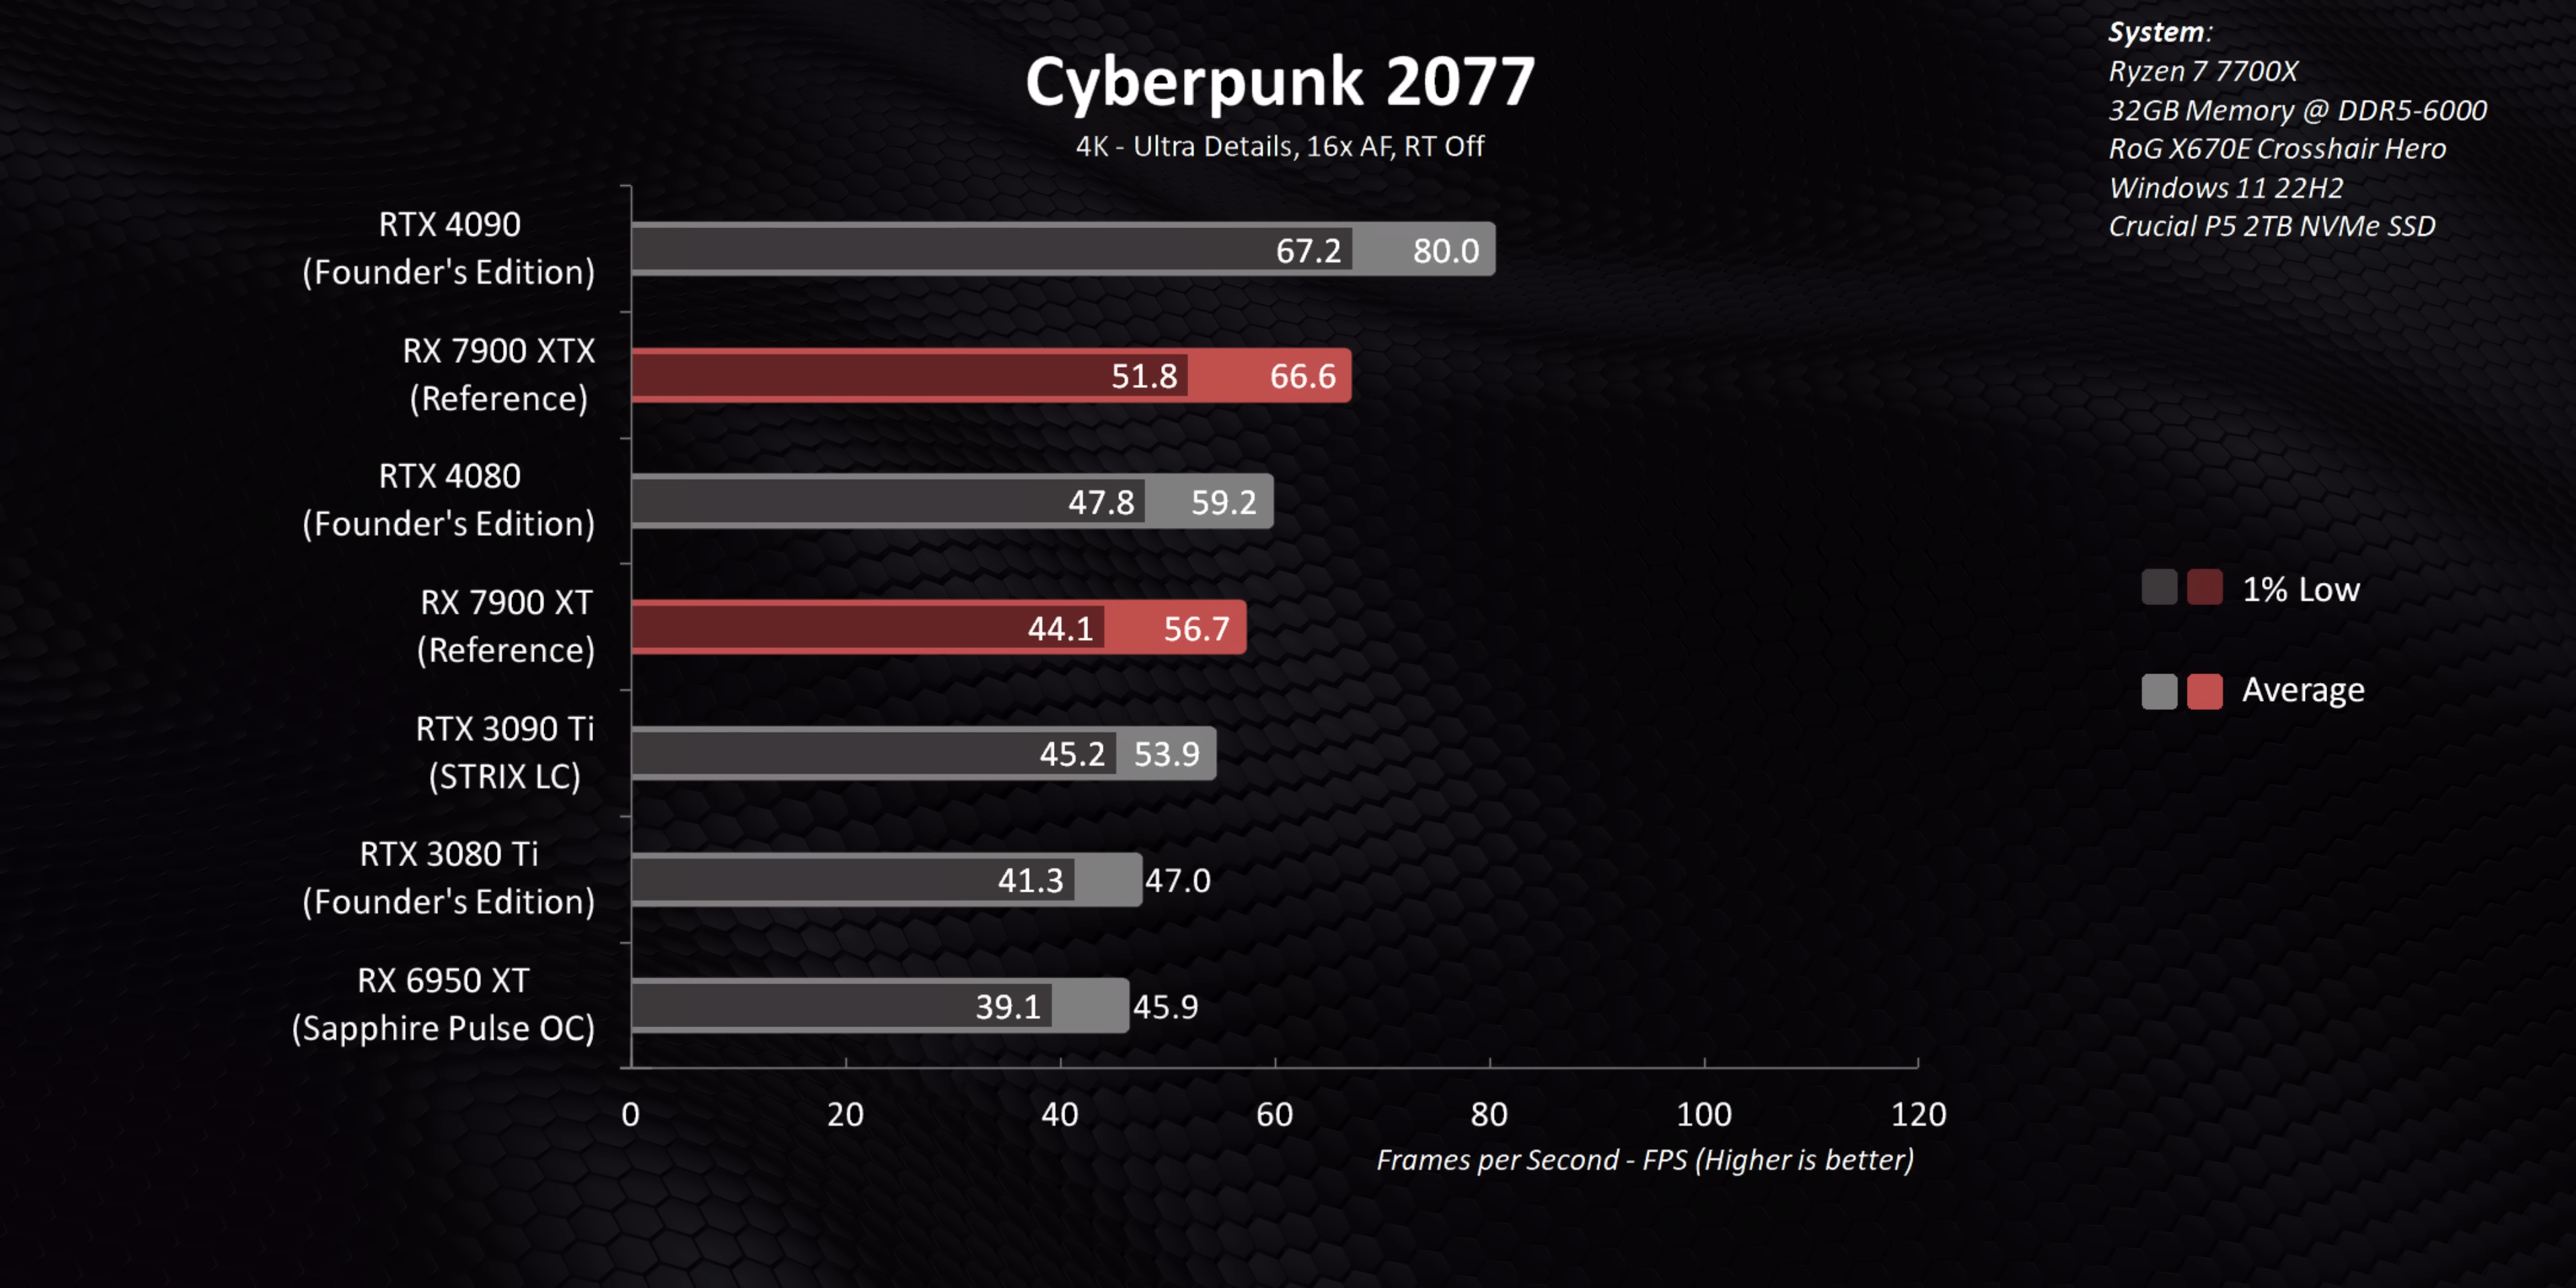 Cyberpunk 2077
4K - Ultra Details, 16x AF, RT Off
System:
Ryzen 7 7700X
32GB Memory @ DDR5-6000
RoG X670E Crosshair Hero
Windows 11 22H2
Crucial P5 2TB NVMe SSD
RTX 4090
(Founder's Edition)
67.2 80.0
RX 7900 XTX
(Reference)
51.8 66.6
RTX 4080
(Founder's Edition)
47.8 59.2
RX 7900 XT
(Reference)
44.1 56.7
RTX 3090 Ti
(STRIX LC)
45.2 53.9
RTX 3080 Ti
(Founder's Edition)
41.3 47.0
RX 6950 XT
(Sapphire Pulse OC)
39.1 45.9
1% Low
Average
0 20 40 60 80 100 120
Frames per Second - FPS (Higher is better)